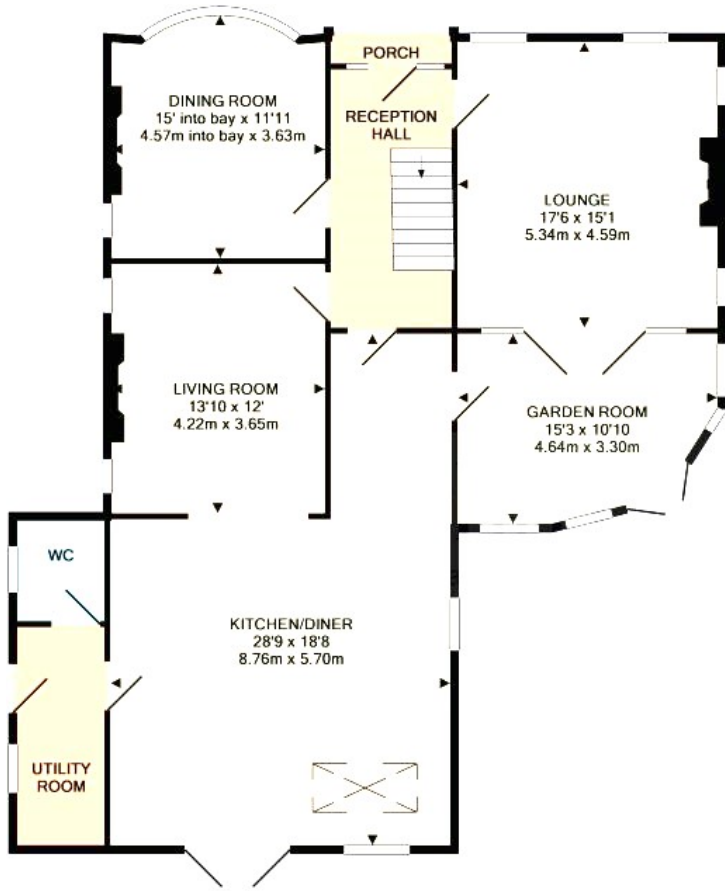 PORCH
DINING ROOM
15' into bay x 11'11
4.57m into bay x 3.63m
RECEPTION
HALL
LOUNGE
17'6 x 15'1
5.34m x 4.59m
LIVING ROOM
13'10 x 12'
4.22m x 3.65m
GARDEN ROOM
15'3 x 10'10
4.64m x 3.30m
WC
KITCHEN/DINER
28'9 x 18'8
8.76m x 5.70m
UTILITY
ROOM